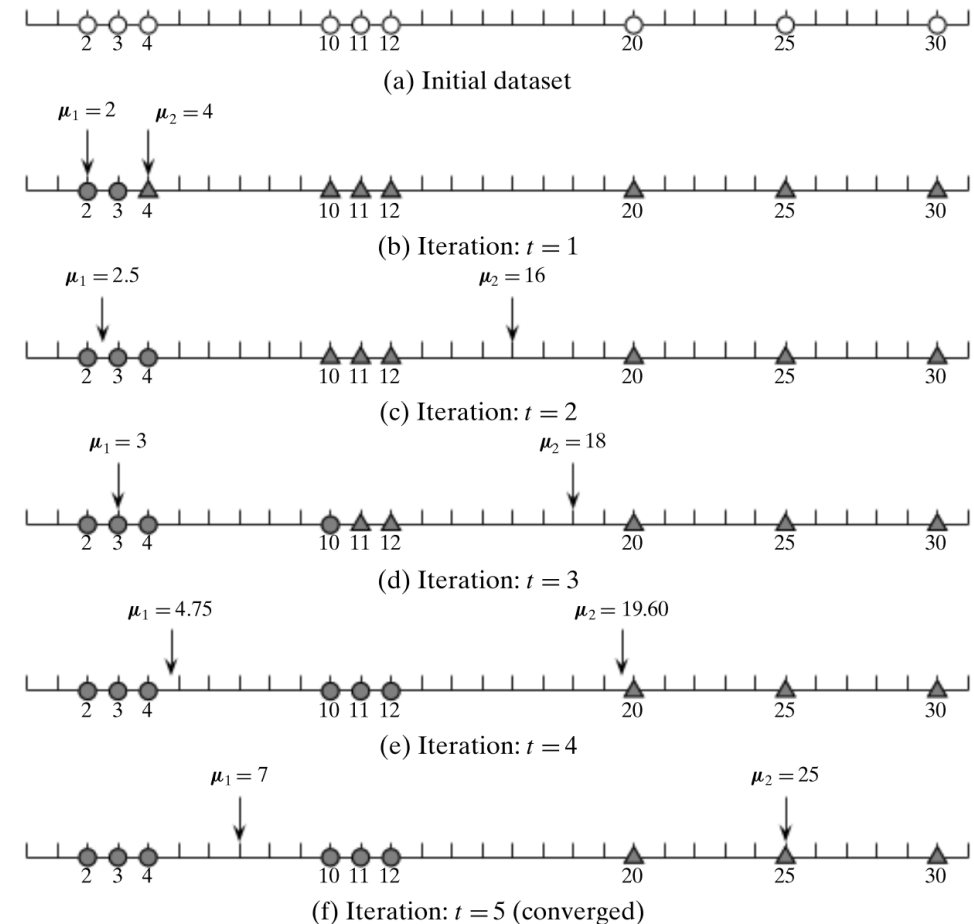 2 3 4 10 11 12 20 25 30
(a) Initial dataset
μ1 = 2 μ2 = 4
2 3 4 10 11 12 20 25 30
(b) Iteration: t = 1
μ1 = 2.5 μ2 = 16
2 3 4 10 11 12 20 25 30
(c) Iteration: t = 2
μ1 = 3 μ2 = 18
2 3 4 10 11 12 20 25 30
(d) Iteration: t = 3
μ1 = 4.75 μ2 = 19.60
2 3 4 10 11 12 20 25 30
(e) Iteration: t = 4
μ1 = 7 μ2 = 25
2 3 4 10 11 12 20 25 30
(f) Iteration: t = 5 (converged)